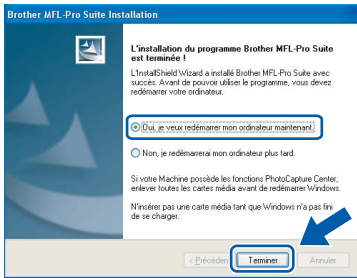 Brother MFL-Pro Suite Installation
L'installation du programme Brother MFL-Pro Suite
est terminée !
L'InstallShield Wizard a installé Brother MFL-Pro Suite avec
succès. Avant de pouvoir utiliser le programme, vous devez
redémarrer votre ordinateur.
Oui, je veux redémarrer mon ordinateur maintenant.
Non, je redémarrerai mon ordinateur plus tard.
Si votre Machine possède les fonctions PhotoCapture Center,
enlever toutes les cartes média avant de redémarrer Windows.
N'insérer pas une carte média tant que Windows n'a pas fini
de se charger.
< Précéden Terminer Annuler